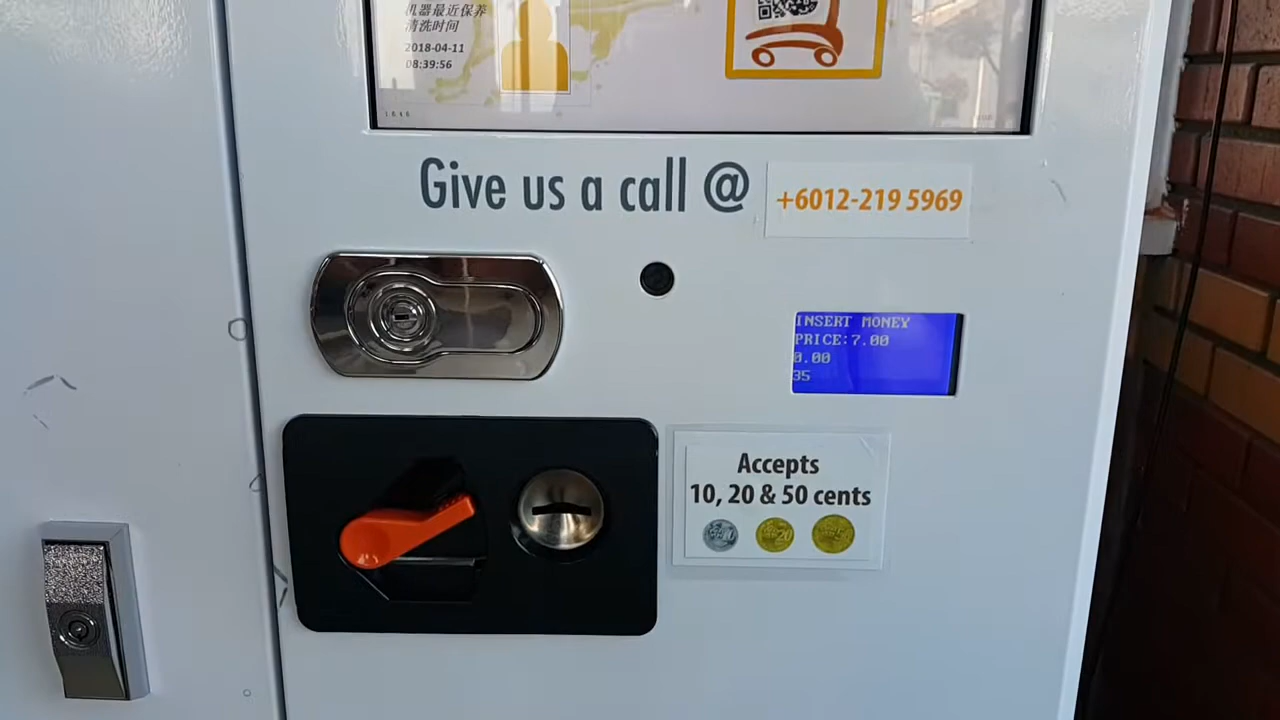 机器最近保养
清洗时间
2018-04-11
08:39:56
Give us a call @ +6012-219 5969
INSERT MONEY
PRICE:7.00
0.00
35
Accepts
10, 20 & 50 cents